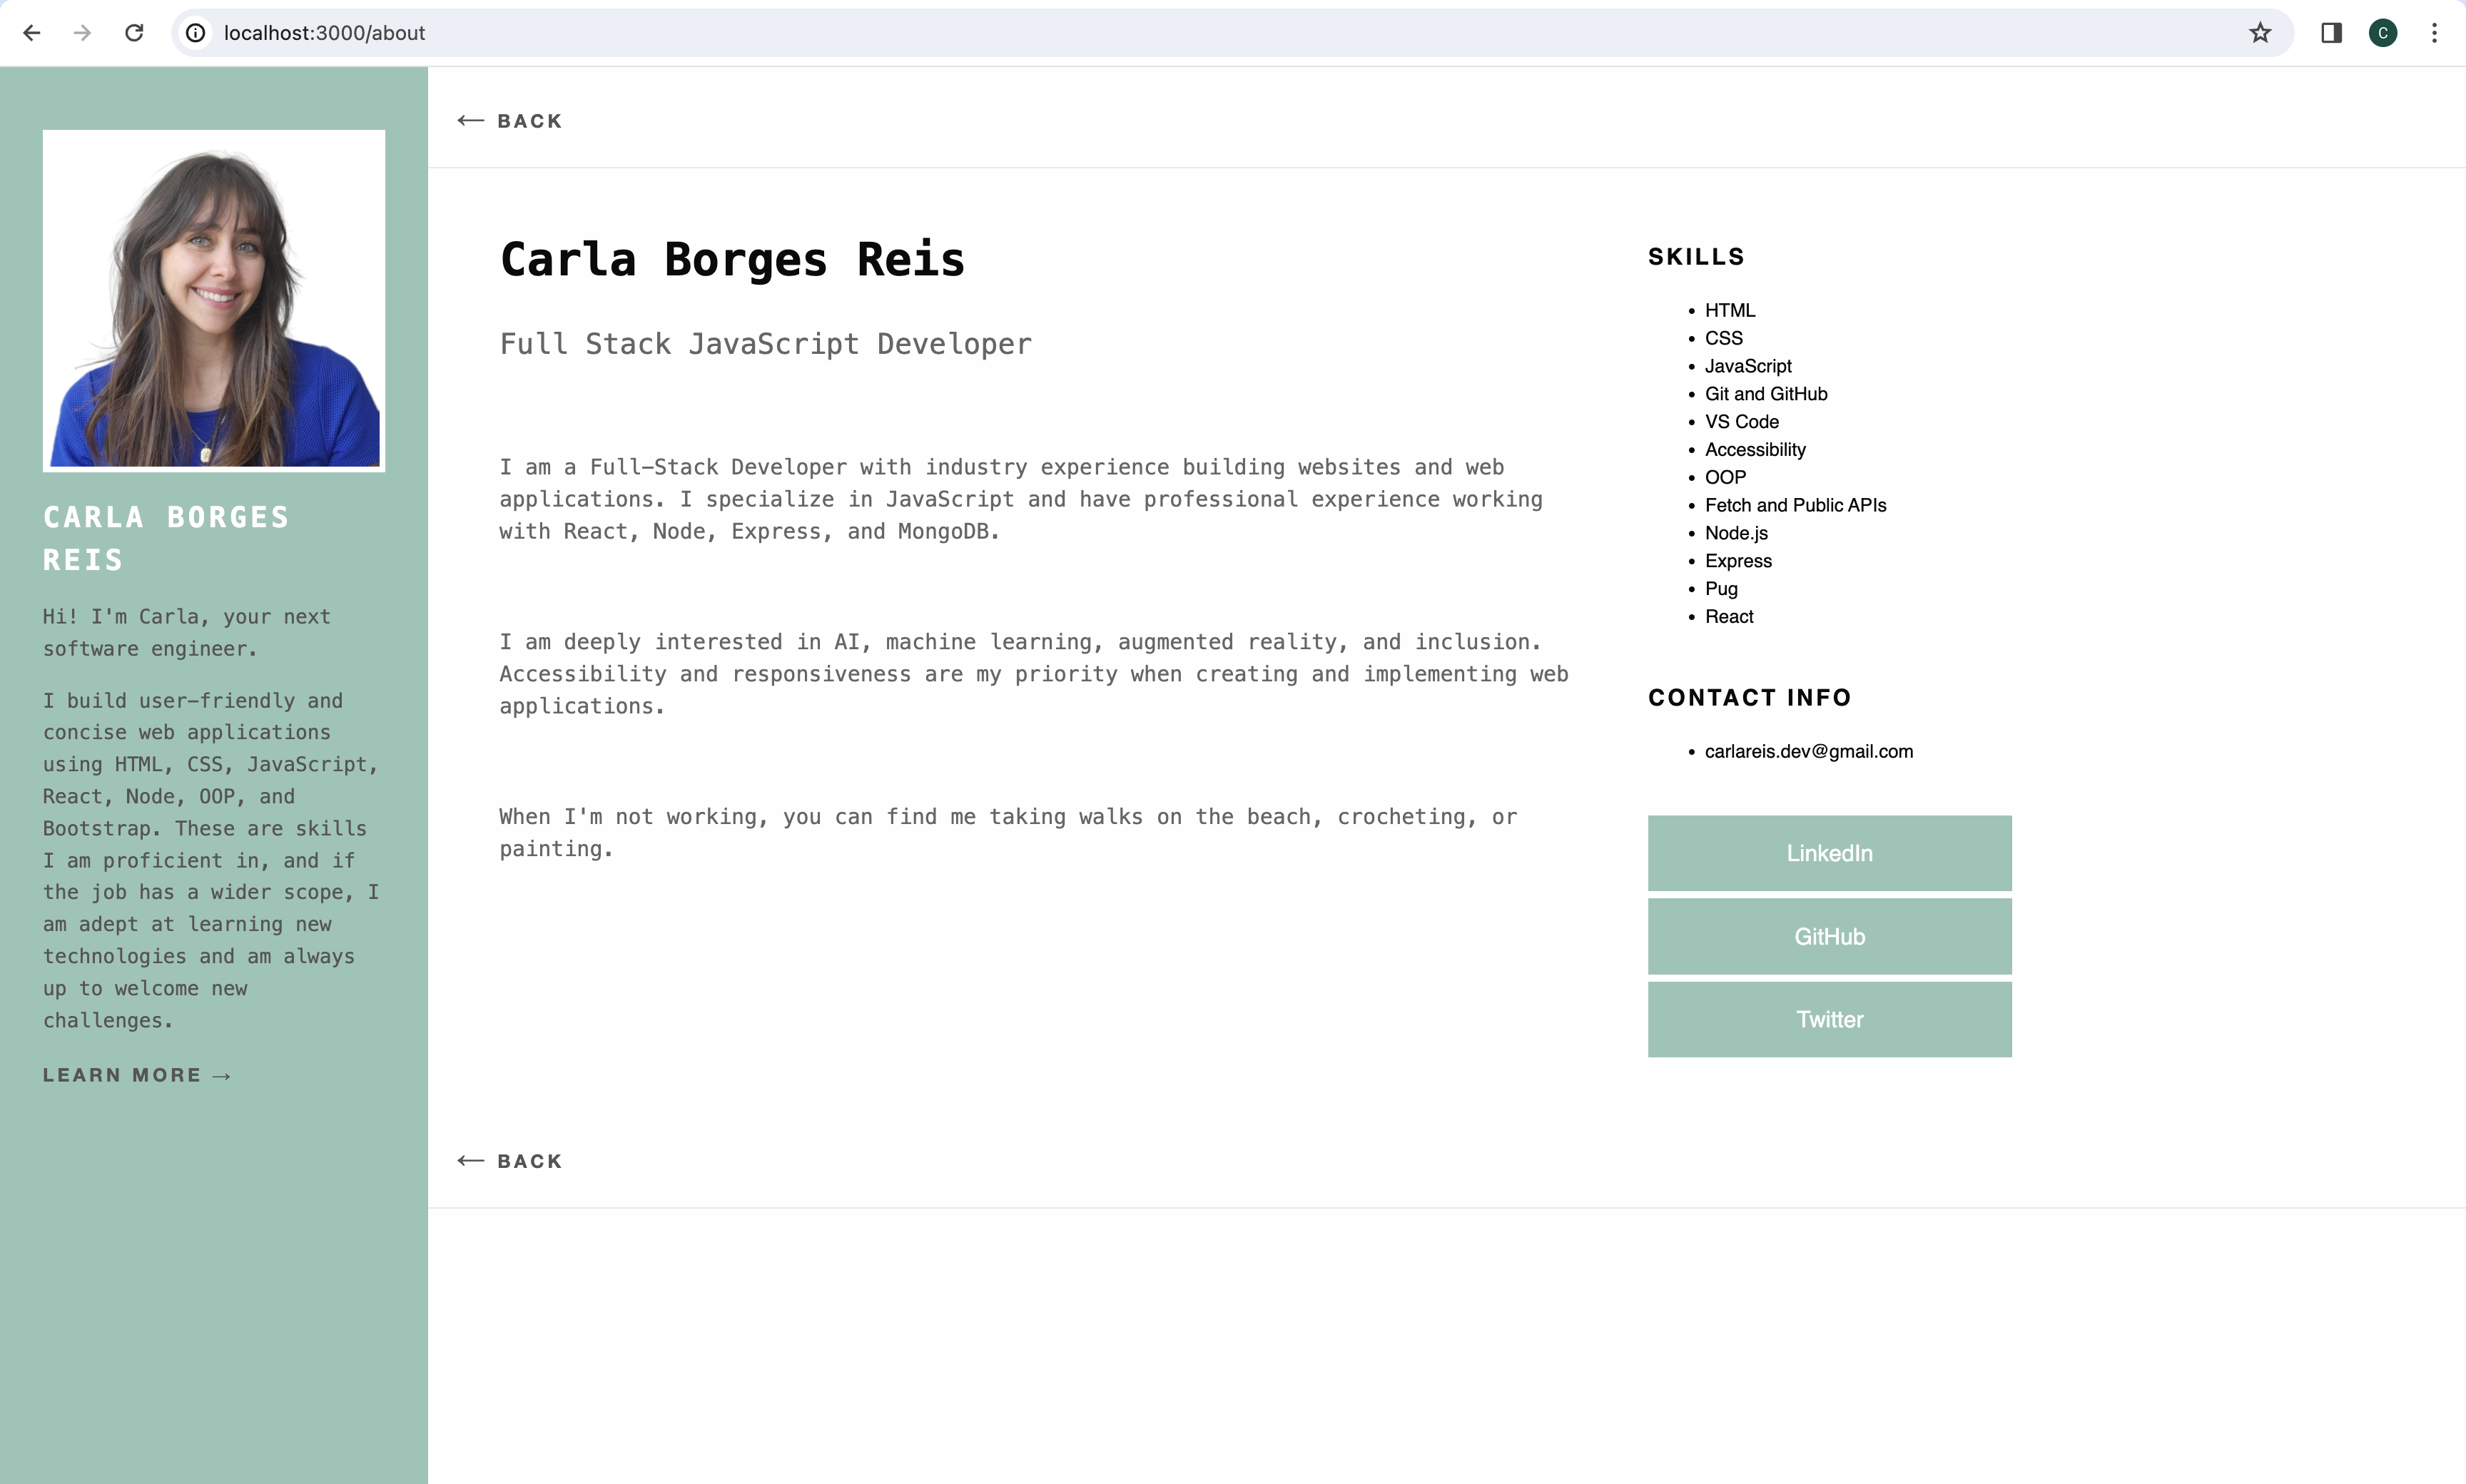 localhost:3000/about
C
← BACK
CARLA BORGES
REIS
Hi! I'm Carla, your next
software engineer.
I build user-friendly and
concise web applications
using HTML, CSS, JavaScript,
React, Node, OOP, and
Bootstrap. These are skills
I am proficient in, and if
the job has a wider scope, I
am adept at learning new
technologies and am always
up to welcome new
challenges.
LEARN MORE →
Carla Borges Reis
Full Stack JavaScript Developer
I am a Full-Stack Developer with industry experience building websites and web
applications. I specialize in JavaScript and have professional experience working
with React, Node, Express, and MongoDB.
I am deeply interested in AI, machine learning, augmented reality, and inclusion.
Accessibility and responsiveness are my priority when creating and implementing web
applications.
When I'm not working, you can find me taking walks on the beach, crocheting, or
painting.
SKILLS
• HTML
• CSS
• JavaScript
• Git and GitHub
• VS Code
• Accessibility
• OOP
• Fetch and Public APIs
• Node.js
• Express
• Pug
• React
CONTACT INFO
• carlareis.dev@gmail.com
LinkedIn
GitHub
Twitter
← BACK